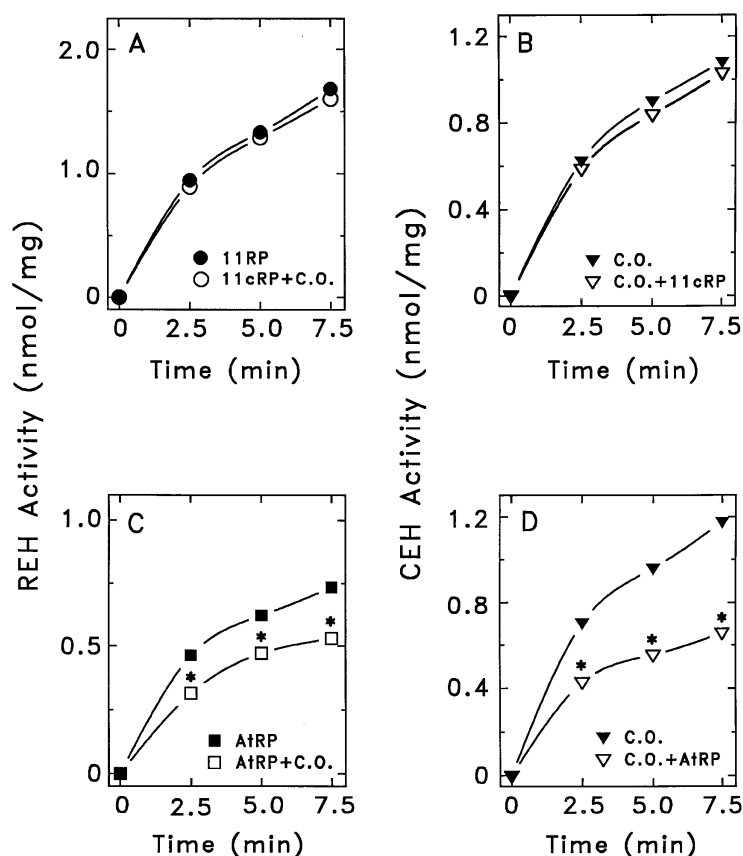 REH Activity (nmol/mg)
A
2.0
1.0
0
11RP
11cRP+C.O.
0 2.5 5.0 7.5
Time (min)
CEH Activity (nmol/mg)
B
1.2
0.8
0.4
0
C.O.
C.O.+11cRP
0 2.5 5.0 7.5
Time (min)
C
1.0
0.5
0
* * *
AtRP
AtRP+C.O.
0 2.5 5.0 7.5
Time (min)
D
1.2
0.8
0.4
0
* * *
C.O.
C.O.+AtRP
0 2.5 5.0 7.5
Time (min)